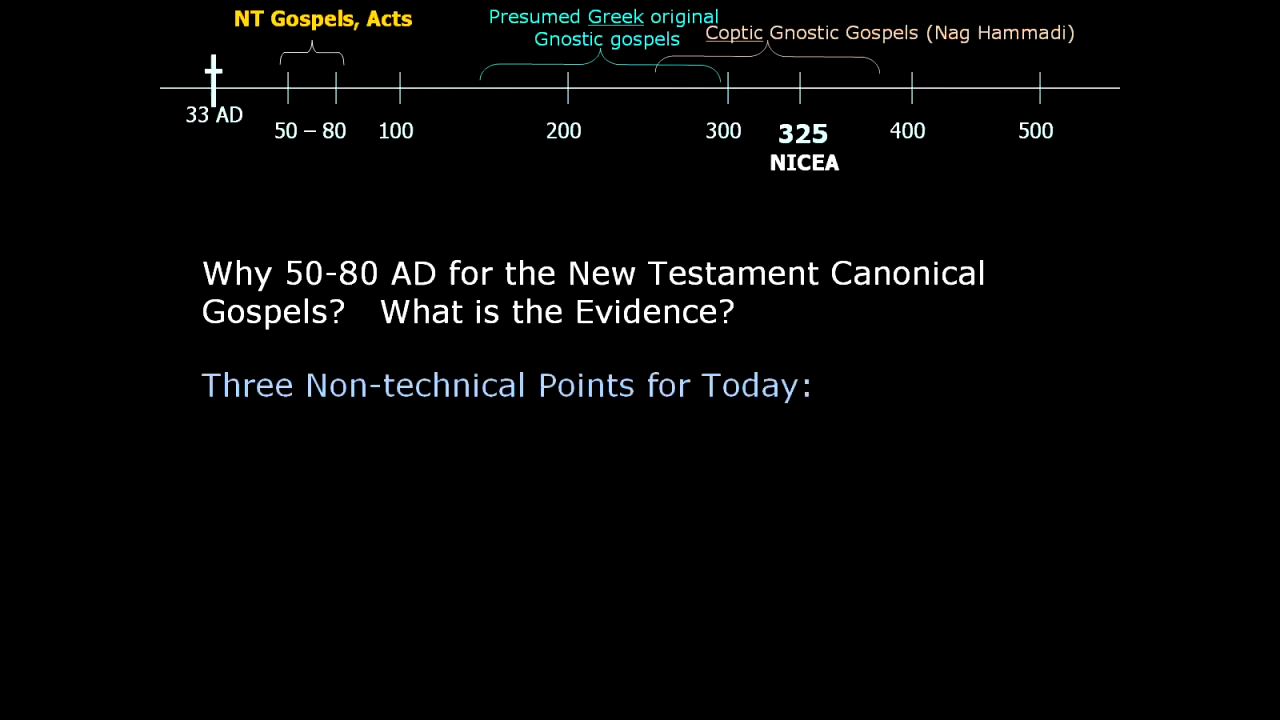 NT Gospels, Acts
Presumed Greek original
Gnostic gospels
Coptic Gnostic Gospels (Nag Hammadi)
33 AD
50 – 80
100
200
300
325
400
500
NICEA
Why 50-80 AD for the New Testament Canonical
Gospels? What is the Evidence?
Three Non-technical Points for Today: